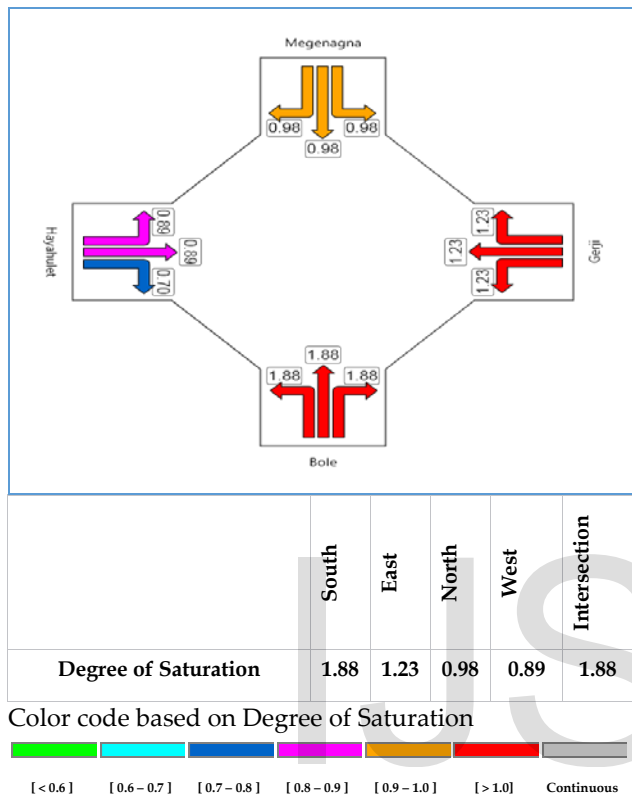 Megenagna
0.98 0.98
0.98
Hayahulet
0.89
0.89
0.70
1.23
1.23
1.23
Gerji
1.88
1.88 1.88
Bole
South East North West Intersection
Degree of Saturation 1.88 1.23 0.98 0.89 1.88
Color code based on Degree of Saturation
[ < 0.6 ] [ 0.6 – 0.7 ] [ 0.7 – 0.8 ] [ 0.8 – 0.9 ] [ 0.9 – 1.0 ] [ > 1.0] Continuous
IJS